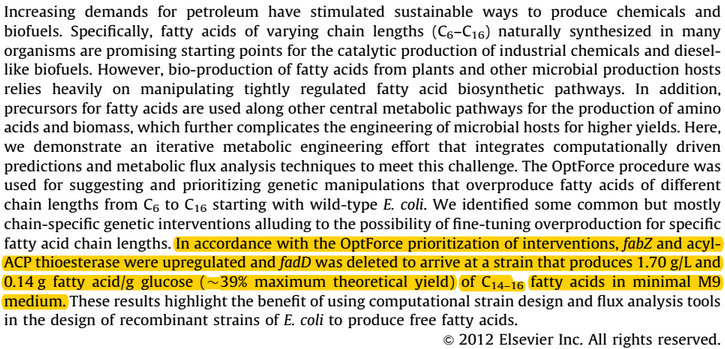 Increasing demands for petroleum have stimulated sustainable ways to produce chemicals and
biofuels. Specifically, fatty acids of varying chain lengths (C₆–C₁₆) naturally synthesized in many
organisms are promising starting points for the catalytic production of industrial chemicals and diesel-
like biofuels. However, bio-production of fatty acids from plants and other microbial production hosts
relies heavily on manipulating tightly regulated fatty acid biosynthetic pathways. In addition,
precursors for fatty acids are used along other central metabolic pathways for the production of amino
acids and biomass, which further complicates the engineering of microbial hosts for higher yields. Here,
we demonstrate an iterative metabolic engineering effort that integrates computationally driven
predictions and metabolic flux analysis techniques to meet this challenge. The OptForce procedure was
used for suggesting and prioritizing genetic manipulations that overproduce fatty acids of different
chain lengths from C₆ to C₁₆ starting with wild-type E. coli. We identified some common but mostly
chain-specific genetic interventions alluding to the possibility of fine-tuning overproduction for specific
fatty acid chain lengths. In accordance with the OptForce prioritization of interventions, fabZ and acyl-
ACP thioesterase were upregulated and fadD was deleted to arrive at a strain that produces 1.70 g/L and
0.14 g fatty acid/g glucose (~39% maximum theoretical yield) of C₁₄₋₁₆ fatty acids in minimal M9
medium. These results highlight the benefit of using computational strain design and flux analysis tools
in the design of recombinant strains of E. coli to produce free fatty acids.
© 2012 Elsevier Inc. All rights reserved.